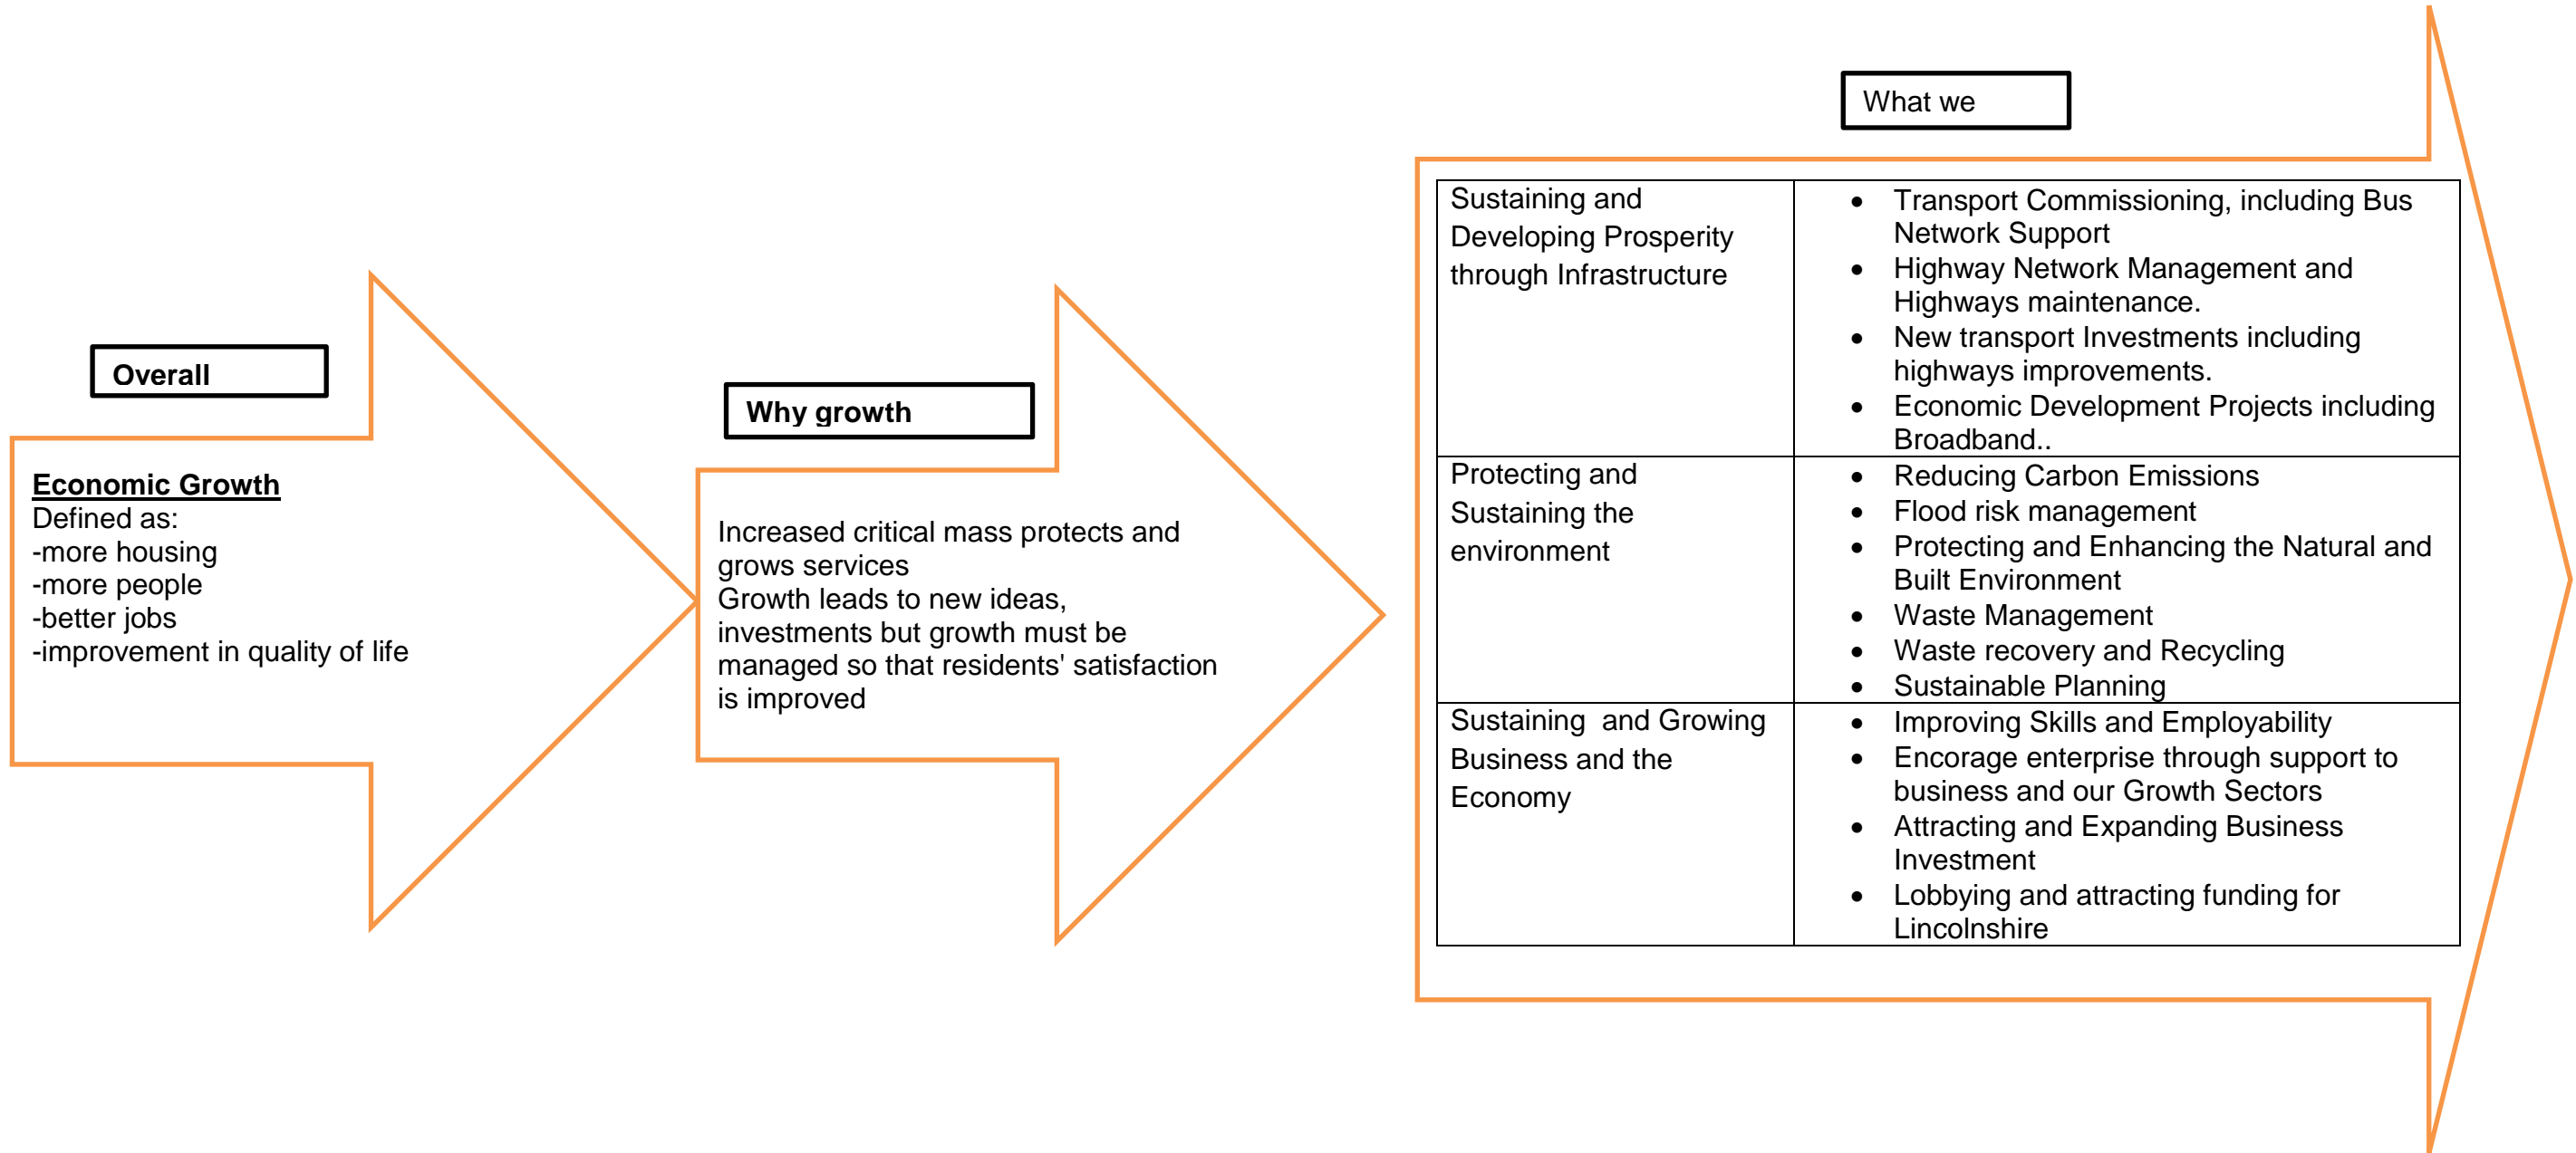 Overall
Economic Growth
Defined as:
-more housing
-more people
-better jobs
-improvement in quality of life
Why growth
Increased critical mass protects and
grows services
Growth leads to new ideas,
investments but growth must be
managed so that residents' satisfaction
is improved
What we
Sustaining and
Developing Prosperity
through Infrastructure
• Transport Commissioning, including Bus
Network Support
• Highway Network Management and
Highways maintenance.
• New transport Investments including
highways improvements.
• Economic Development Projects including
Broadband..
Protecting and
Sustaining the
environment
• Reducing Carbon Emissions
• Flood risk management
• Protecting and Enhancing the Natural and
Built Environment
• Waste Management
• Waste recovery and Recycling
• Sustainable Planning
Sustaining  and Growing
Business and the
Economy
• Improving Skills and Employability
• Encorage enterprise through support to
business and our Growth Sectors
• Attracting and Expanding Business
Investment
• Lobbying and attracting funding for
Lincolnshire